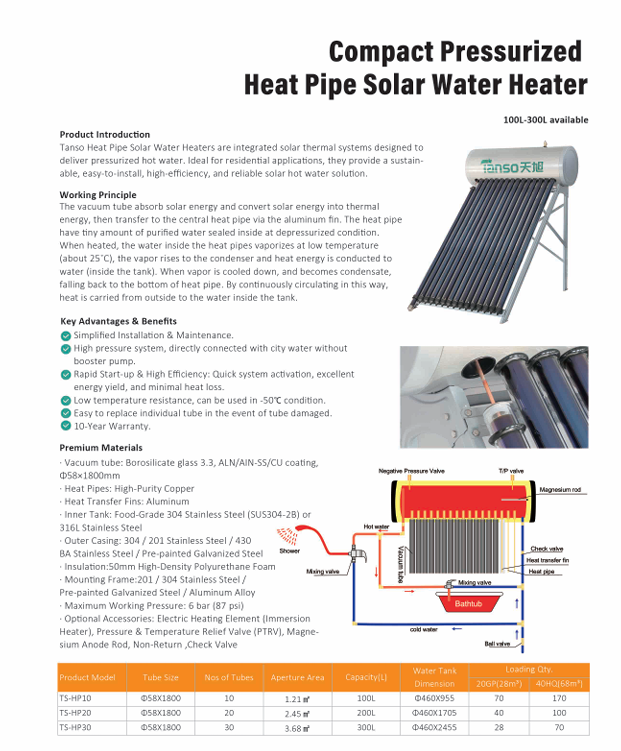 Compact Pressurized
Heat Pipe Solar Water Heater
100L-300L available
Product Introduction
Tanso Heat Pipe Solar Water Heaters are integrated solar thermal systems designed to
deliver pressurized hot water. Ideal for residential applications, they provide a sustain-
able, easy-to-install, high-efficiency, and reliable solar hot water solution.
Tanso天旭
Working Principle
The vacuum tube absorb solar energy and convert solar energy into thermal
energy, then transfer to the central heat pipe via the aluminum fin. The heat pipe
have tiny amount of purified water sealed inside at depressurized condition.
When heated, the water inside the heat pipes vaporizes at low temperature
(about 25˚C), the vapor rises to the condenser and heat energy is conducted to
water (inside the tank). When vapor is cooled down, and becomes condensate,
falling back to the bottom of heat pipe. By continuously circulating in this way,
heat is carried from outside to the water inside the tank.
Key Advantages & Benefits
Simplified Installation & Maintenance.
High pressure system, directly connected with city water without
booster pump.
Rapid Start-up & High Efficiency: Quick system activation, excellent
energy yield, and minimal heat loss.
Low temperature resistance, can be used in -50℃ condition.
Easy to replace individual tube in the event of tube damaged.
10-Year Warranty.
Premium Materials
· Vacuum tube: Borosilicate glass 3.3, ALN/AIN-SS/CU coating,
Φ58×1800mm
· Heat Pipes: High-Purity Copper
· Heat Transfer Fins: Aluminum
· Inner Tank: Food-Grade 304 Stainless Steel (SUS304-2B) or
316L Stainless Steel
· Outer Casing: 304 / 201 Stainless Steel / 430
BA Stainless Steel / Pre-painted Galvanized Steel
· Insulation:50mm High-Density Polyurethane Foam
· Mounting Frame:201 / 304 Stainless Steel /
Pre-painted Galvanized Steel / Aluminum Alloy
· Maximum Working Pressure: 6 bar (87 psi)
· Optional Accessories: Electric Heating Element (Immersion
Heater), Pressure & Temperature Relief Valve (PTRV), Magne-
sium Anode Rod, Non-Return ,Check Valve
Negative Pressure Valve
T/P valve
Magnesium rod
Hot water
Shower
Mixing valve
Vacuum tube
Check valve
Heat transfer fin
Heat pipe
Mixing valve
Bathtub
cold water
Ball valve
Product Model Tube Size Nos of Tubes Aperture Area Capacity(L) Water Tank Dimension Loading Qty. 20GP(28m³) 40HQ(68m³)
TS-HP10 Φ58X1800 10 1.21㎡ 100L Φ460X955 70 170
TS-HP20 Φ58X1800 20 2.45㎡ 200L Φ460X1705 40 100
TS-HP30 Φ58X1800 30 3.68㎡ 300L Φ460X2455 28 70